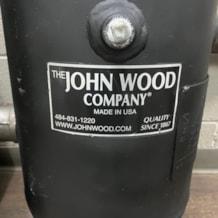 THE JOHN WOOD
COMPANY®
MADE IN USA
484-831-1220
WWW.JOHNWOOD.COM
QUALITY
SINCE 1867